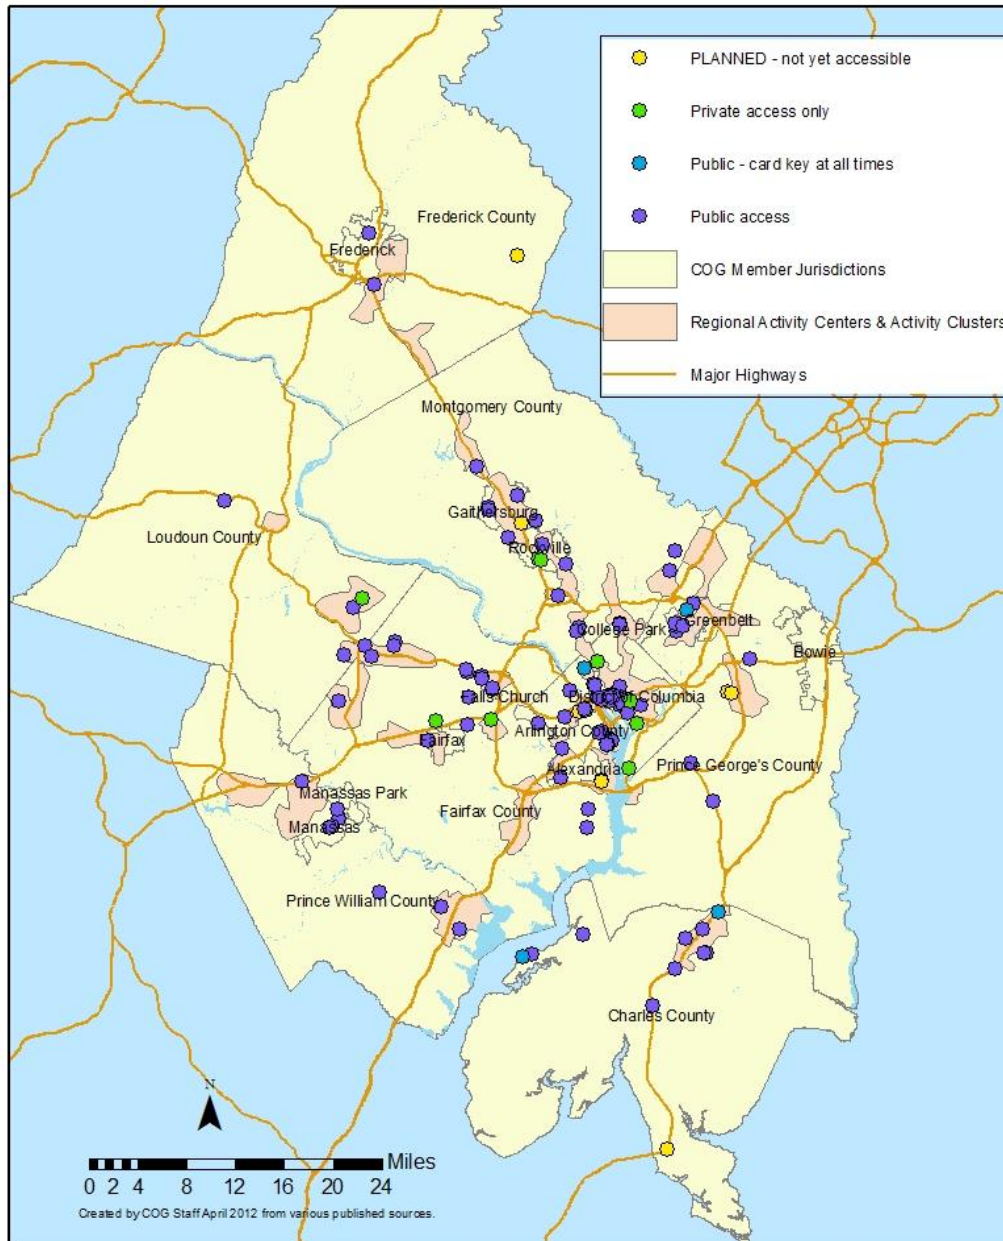 PLANNED - not yet accessible
Private access only
Public - card key at all times
Public access
COG Member Jurisdictions
Regional Activity Centers & Activity Clusters
Major Highways
Frederick County
Frederick
Montgomery County
Gaithersburg
Loudoun County
Rockville
College Park
Greenbelt
Bowie
Falls Church
District of Columbia
Arlington County
Fairfax
Alexandria
Prince George's County
Manassas Park
Fairfax County
Manassas
Prince William County
Charles County
N
Miles
0 2 4 8 12 16 20 24
Created by COG Staff April 2012 from various published sources.